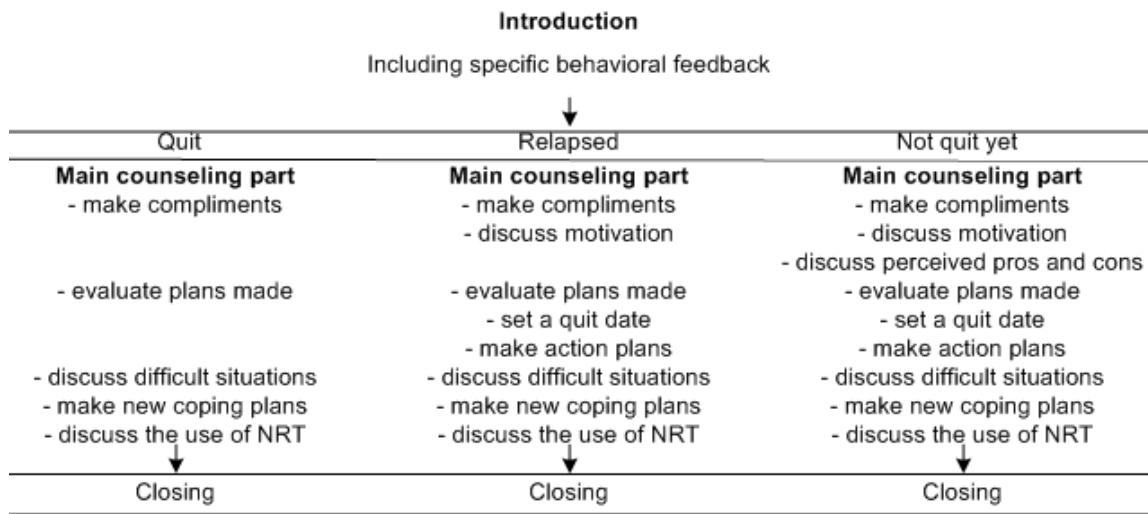 Introduction
Including specific behavioral feedback
Quit Relapsed Not quit yet
Main counseling part Main counseling part Main counseling part
- make compliments - make compliments - make compliments
- discuss motivation - discuss motivation
- discuss perceived pros and cons
- evaluate plans made - evaluate plans made - evaluate plans made
- set a quit date - set a quit date
- make action plans - make action plans
- discuss difficult situations - discuss difficult situations - discuss difficult situations
- make new coping plans - make new coping plans - make new coping plans
- discuss the use of NRT - discuss the use of NRT - discuss the use of NRT
Closing Closing Closing